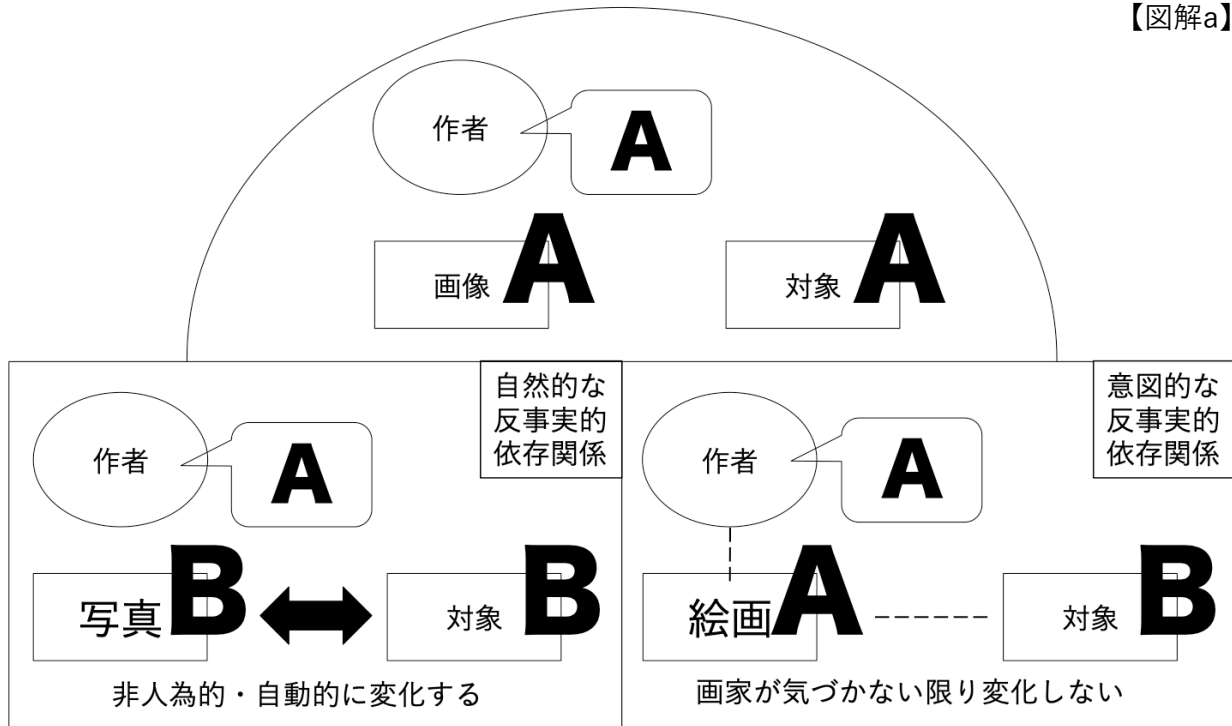 【図解a】
作者
A
画像
A
対象
A
自然的な
反事実的
依存関係
作者
A
写真
B
対象
B
非人為的・自動的に変化する
意図的な
反事実的
依存関係
作者
A
絵画
A
対象
B
画家が気づかない限り変化しない